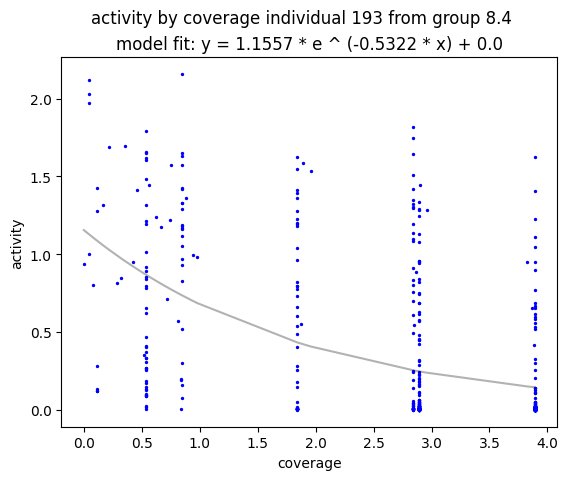 activity by coverage individual 193 from group 8.4
model fit: y = 1.1557 * e ^ (-0.5322 * x) + 0.0
2.0
1.5
1.0
0.5
0.0
activity
0.0 0.5 1.0 1.5 2.0 2.5 3.0 3.5 4.0
coverage